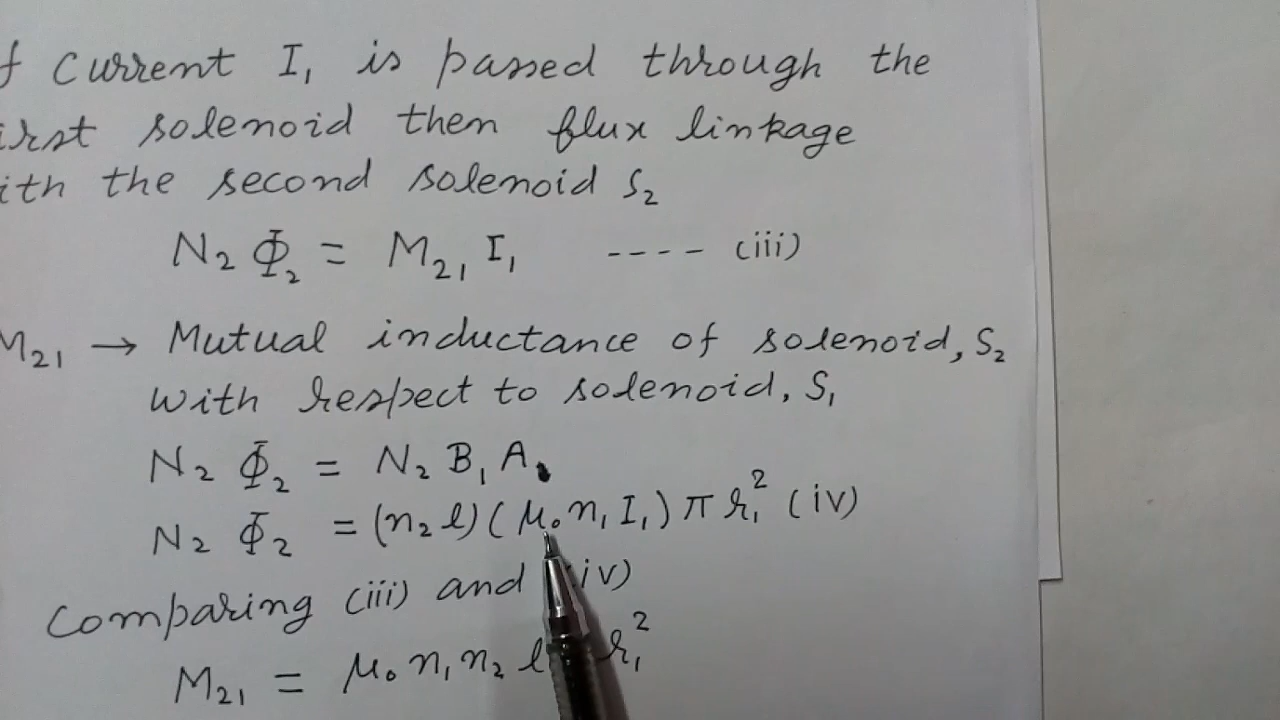 f current I₁ is passed through the
irst solenoid then flux linkage
ith the second solenoid S₂
N₂ Φ₂ = M₂₁ I₁ ---- (iii)
M₂₁ → Mutual inductance of solenoid, S₂
with respect to solenoid, S₁
N₂ Φ₂ = N₂ B₁ A
N₂ Φ₂ = (n₂ l) (μ₀ n₁ I₁) π r₁² (iv)
Comparing (iii) and iv)
M₂₁ = μ₀ n₁ n₂ l r₁²